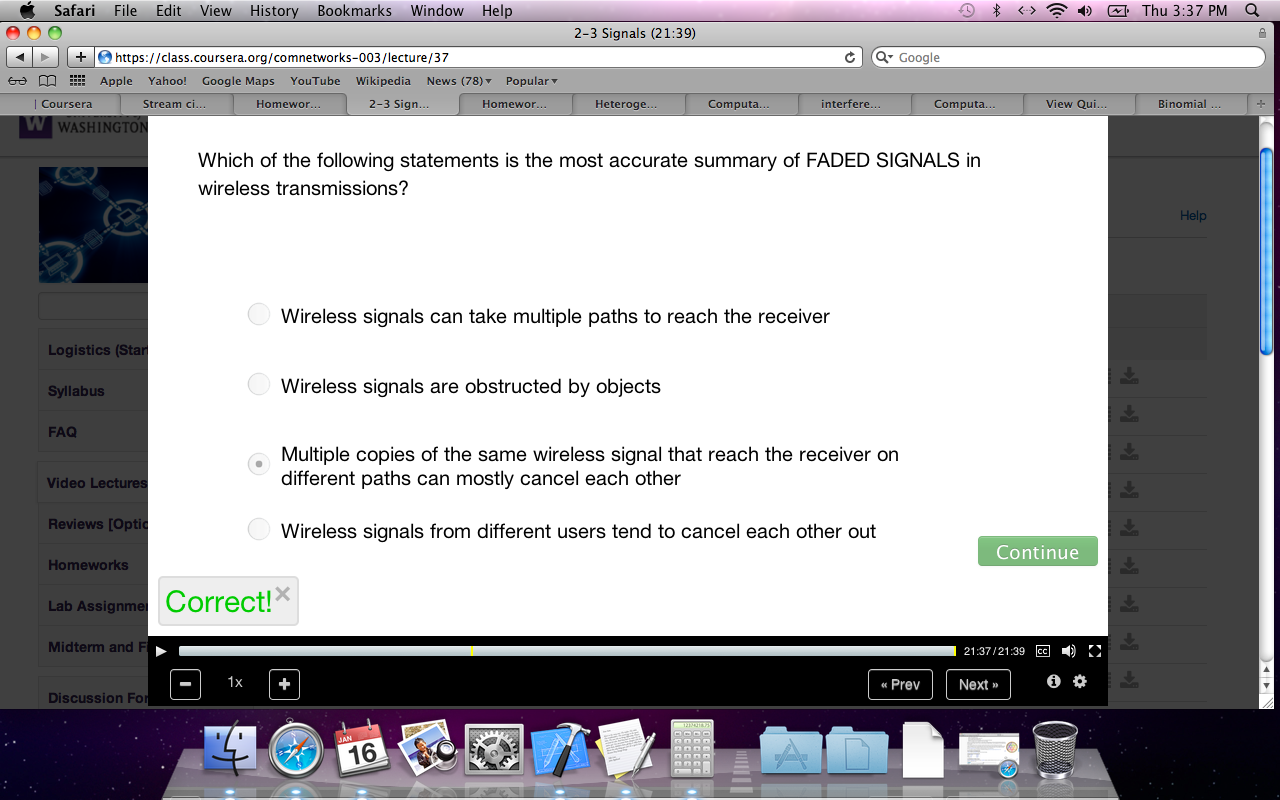 Safari File Edit View History Bookmarks Window Help Thu 3:37 PM
2-3 Signals (21:39)
https://class.coursera.org/comnetworks-003/lecture/37 Google
Apple Yahoo! Google Maps YouTube Wikipedia News (78) Popular
| Coursera Stream ci... Homewor... 2-3 Sign... Homewor... Heteroge... Computa... interfere... Computa... View Qui... Binomial ...
W WASHINGTON
Which of the following statements is the most accurate summary of FADED SIGNALS in
wireless transmissions?
Help
Wireless signals can take multiple paths to reach the receiver
Logistics (Star
Wireless signals are obstructed by objects
Syllabus
FAQ
Multiple copies of the same wireless signal that reach the receiver on
different paths can mostly cancel each other
Video Lectures
Reviews [Optio
Wireless signals from different users tend to cancel each other out
Continue
Homeworks
Correct!
Lab Assignme
Midterm and F
21:37 / 21:39 CC
1x « Prev Next »
Discussion For
JAN
16